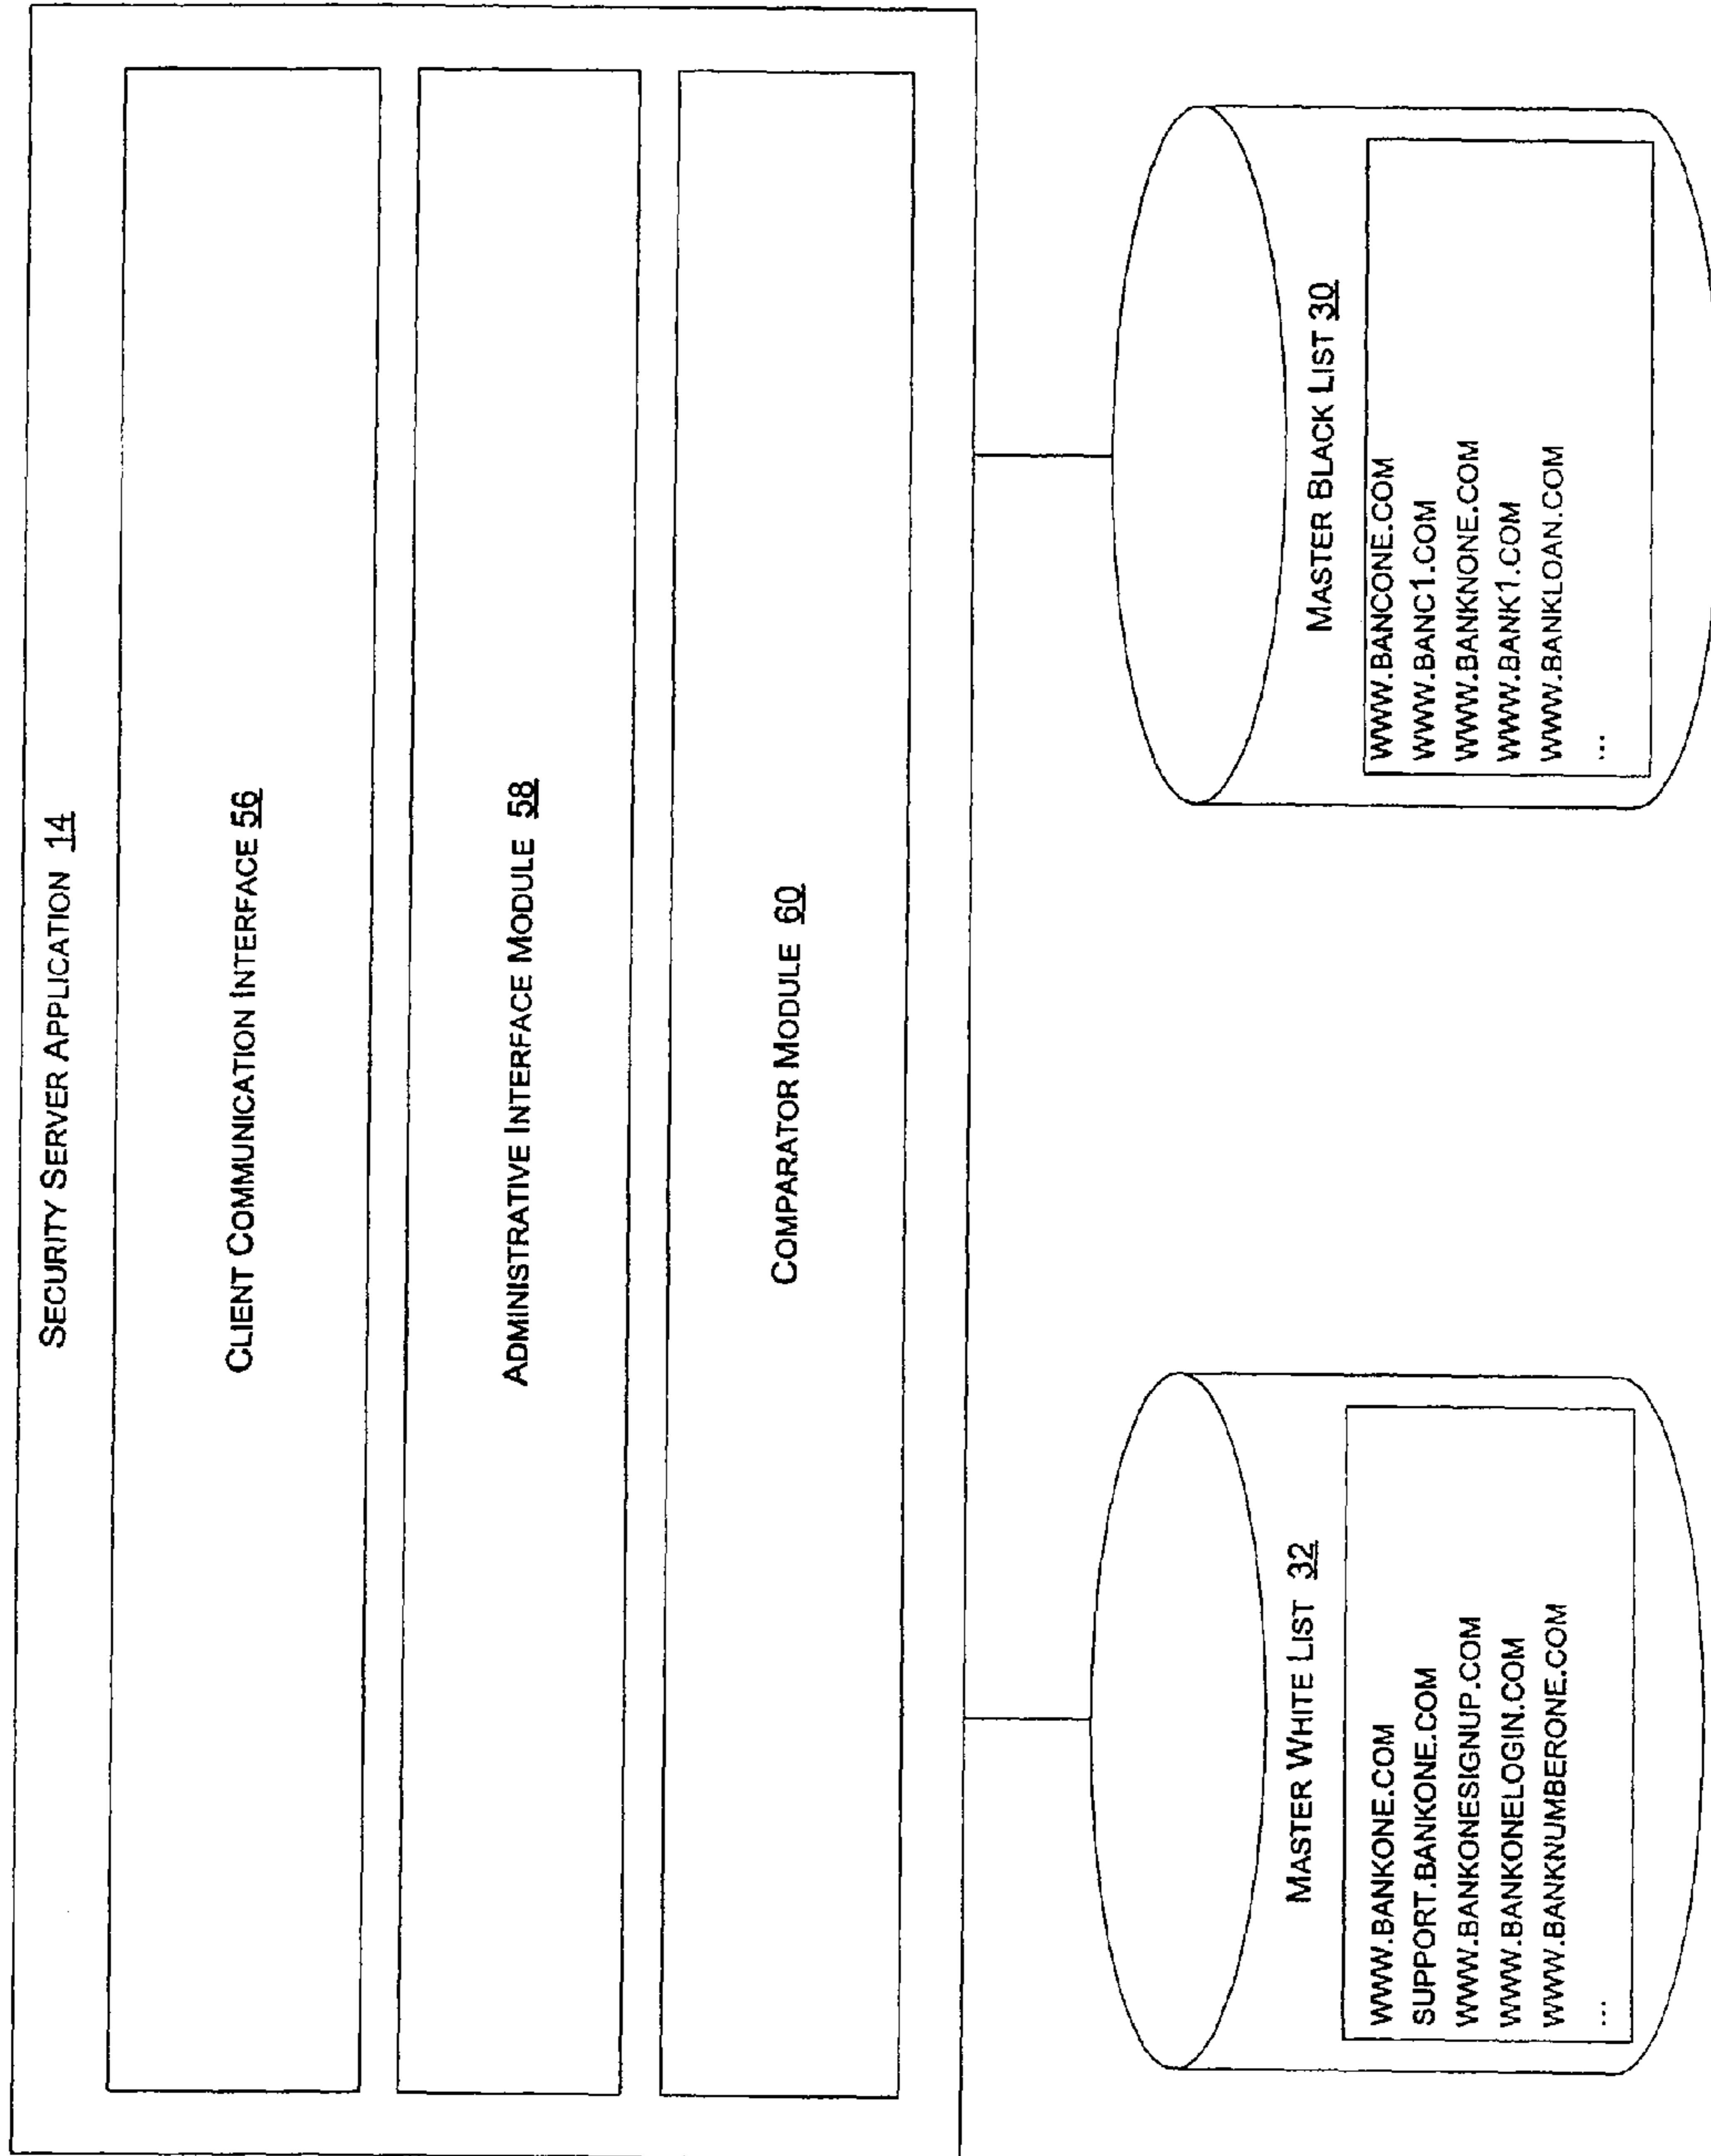 SECURITY SERVER APPLICATION 14
CLIENT COMMUNICATION INTERFACE 56
ADMINISTRATIVE INTERFACE MODULE 58
COMPARATOR MODULE 60
MASTER WHITE LIST 32
WWW.BANKONE.COM
SUPPORT.BANKONE.COM
WWW.BANKONESIGNUP.COM
WWW.BANKONELOGIN.COM
WWW.BANKNUMBERONE.COM
...
MASTER BLACK LIST 30
WWW.BANCONE.COM
WWW.BANC1.COM
WWW.BANKNONE.COM
WWW.BANK1.COM
WWW.BANKLOAN.COM
...